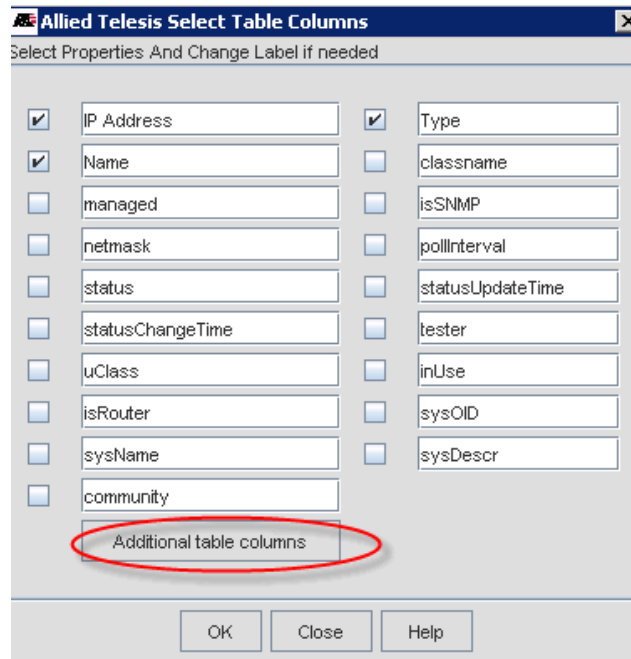 Allied Telesis Select Table Columns
Select Properties And Change Label if needed
IP Address Type
Name classname
managed isSNMP
netmask pollInterval
status statusUpdateTime
statusChangeTime tester
uClass inUse
isRouter sysOID
sysName sysDescr
community
Additional table columns
OK Close Help